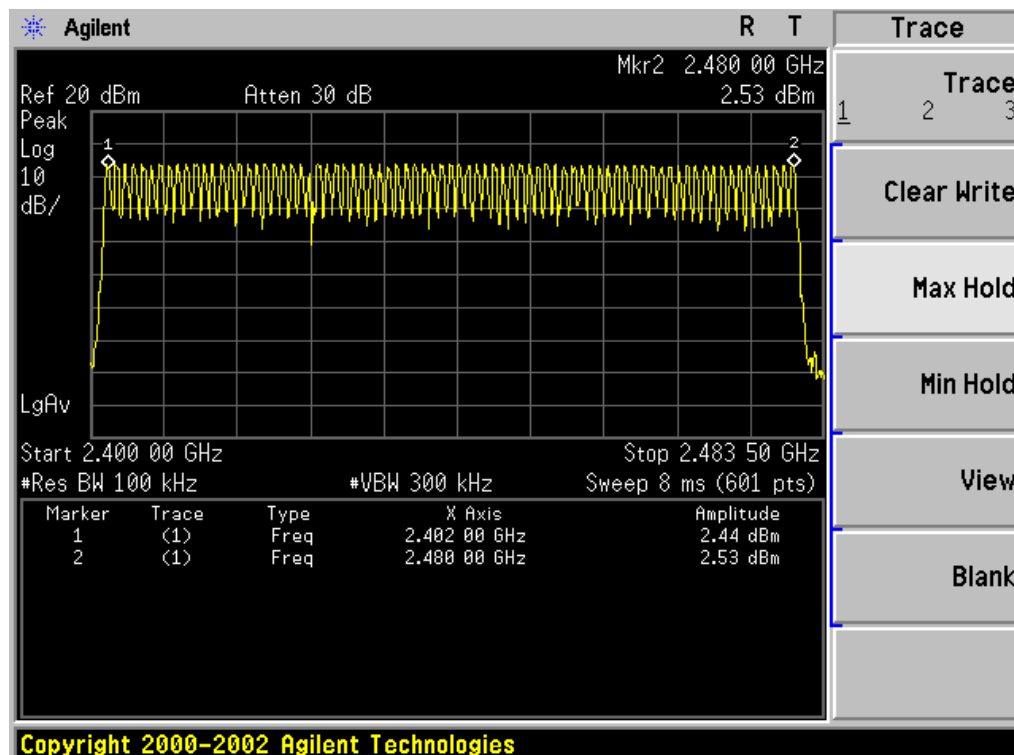 Agilent R T Trace
Mkr2 2.480 00 GHz
Ref 20 dBm Atten 30 dB 2.53 dBm
Peak
Log
10
dB/
1
2
LgAv
Start 2.400 00 GHz Stop 2.483 50 GHz
#Res BW 100 kHz #VBW 300 kHz Sweep 8 ms (601 pts)
Marker Trace Type X Axis Amplitude
1 (1) Freq 2.402 00 GHz 2.44 dBm
2 (1) Freq 2.480 00 GHz 2.53 dBm
Trace
1 2 3
Clear Write
Max Hold
Min Hold
View
Blank
Copyright 2000-2002 Agilent Technologies